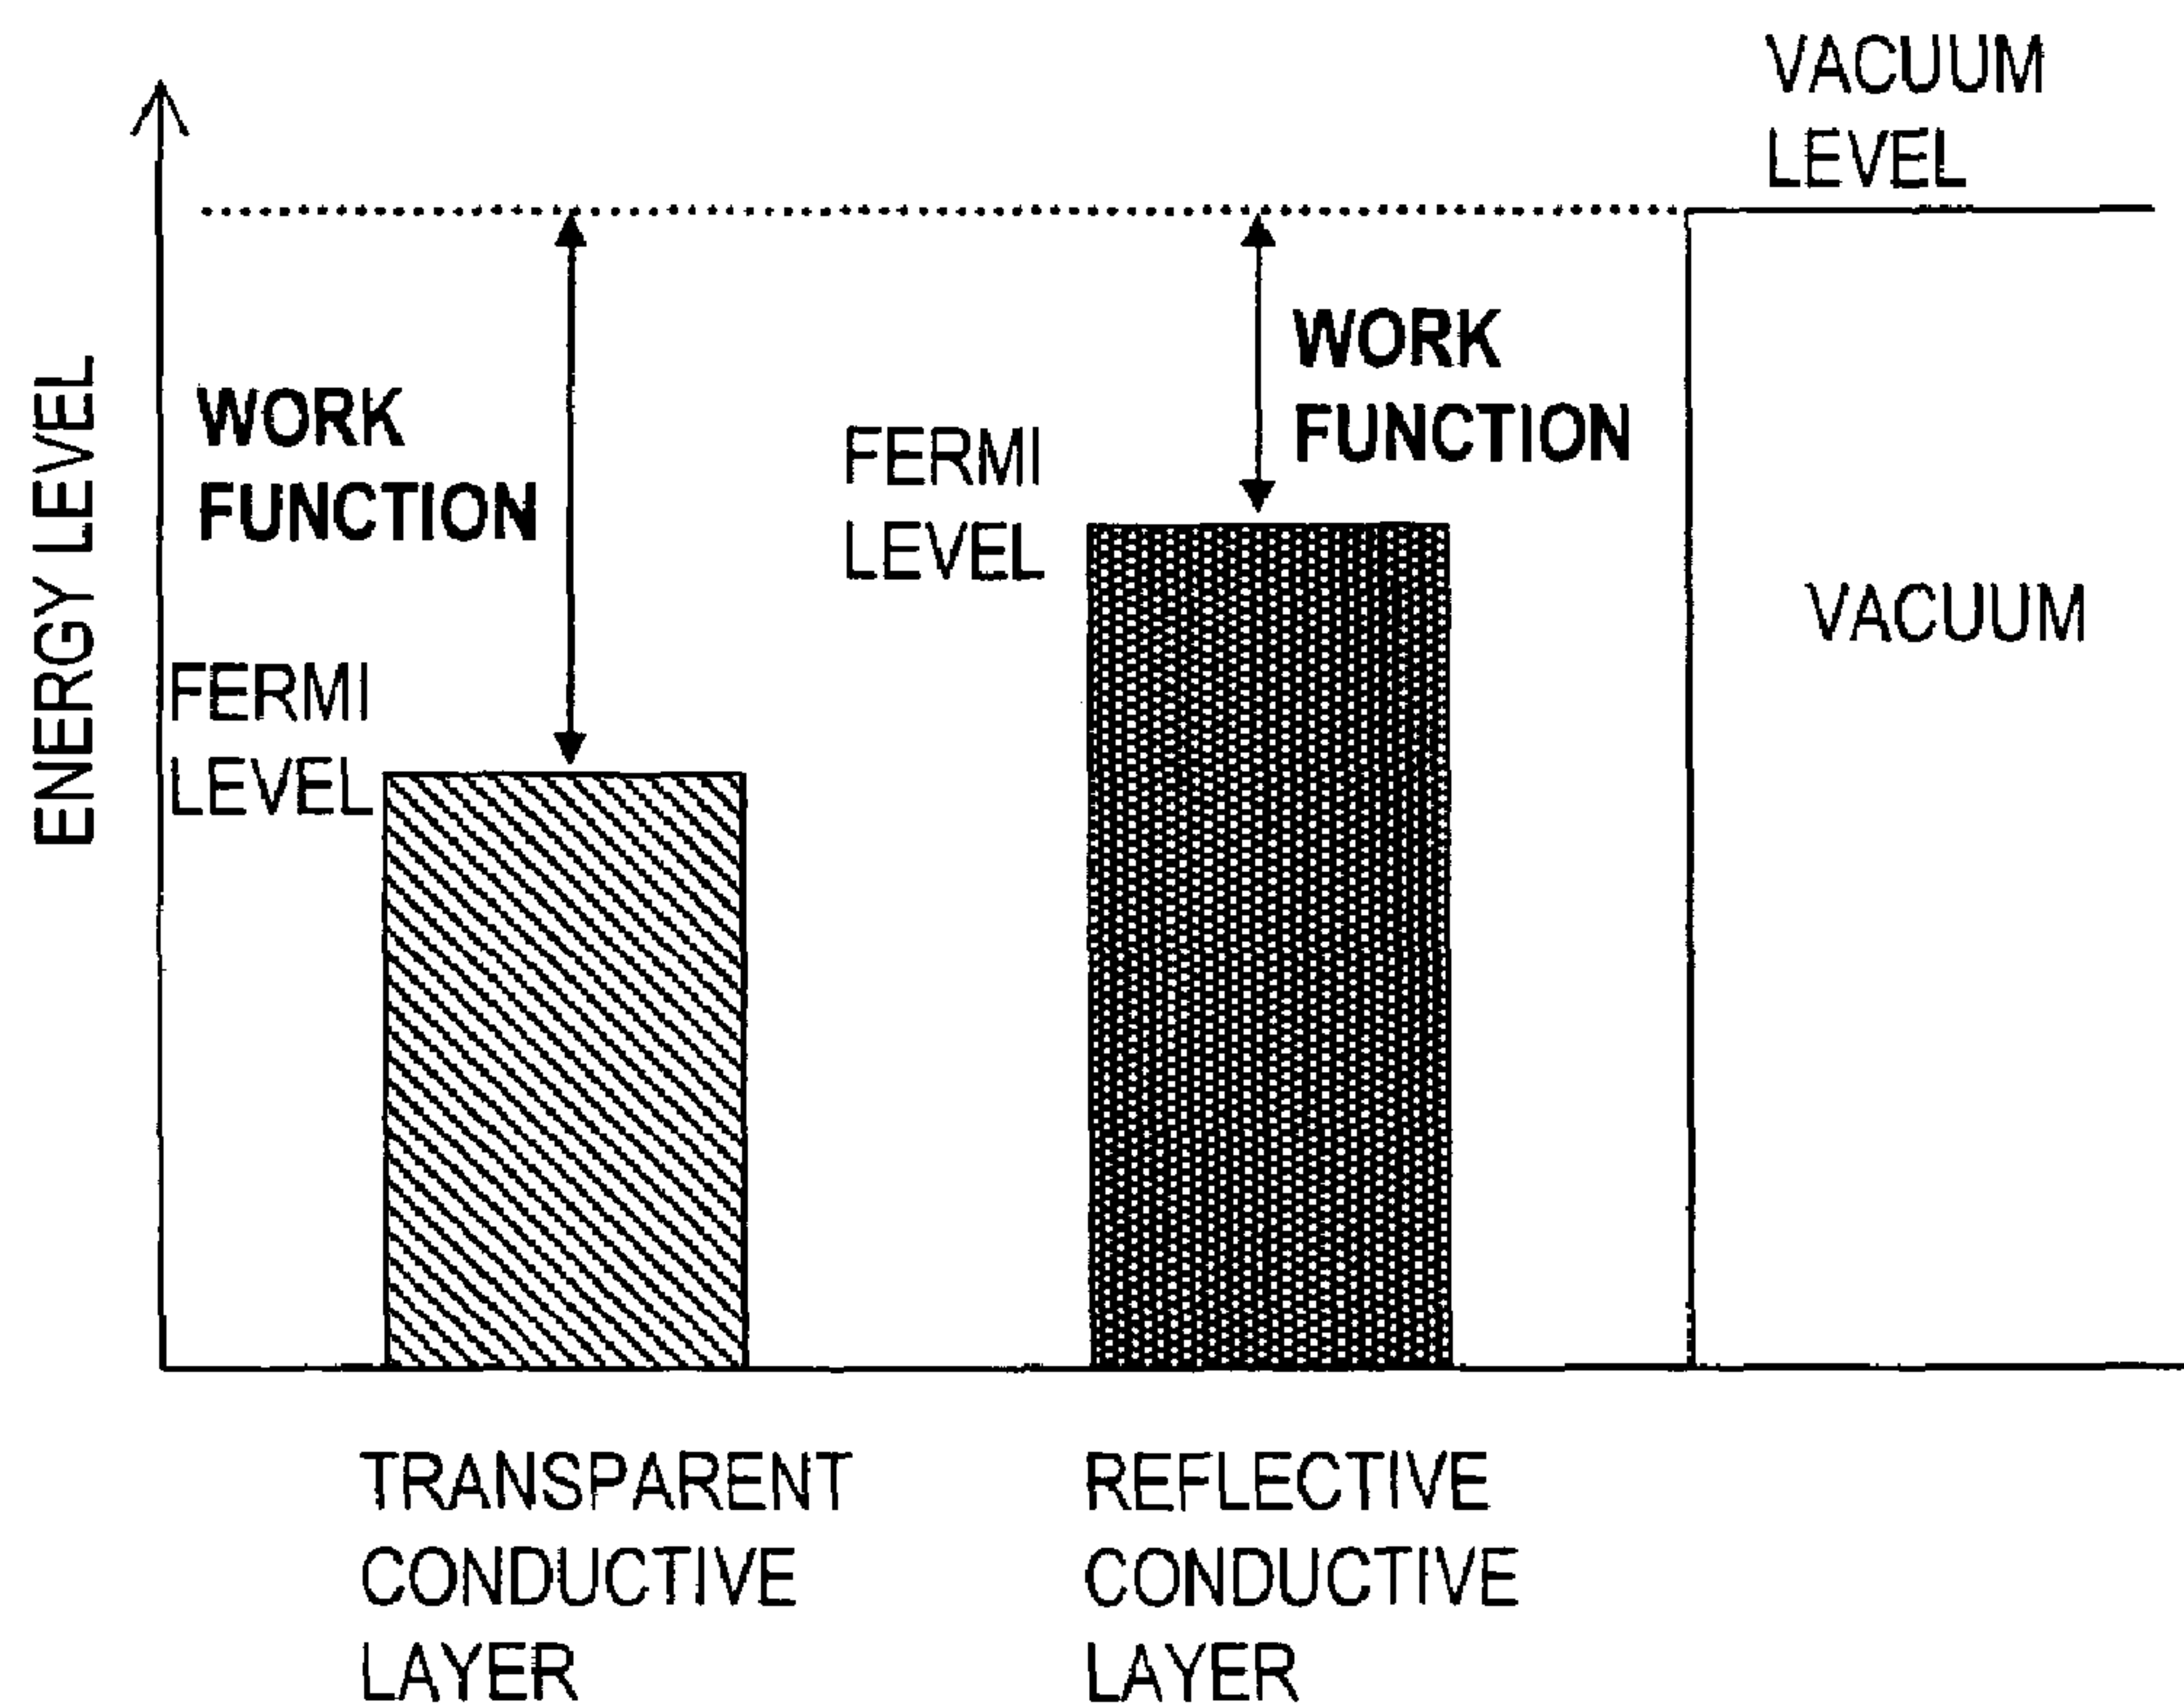 VACUUM
LEVEL
ENERGY LEVEL
WORK
FUNCTION
FERMI
LEVEL
FERMI
LEVEL
WORK
FUNCTION
VACUUM
TRANSPARENT
CONDUCTIVE
LAYER
REFLECTIVE
CONDUCTIVE
LAYER